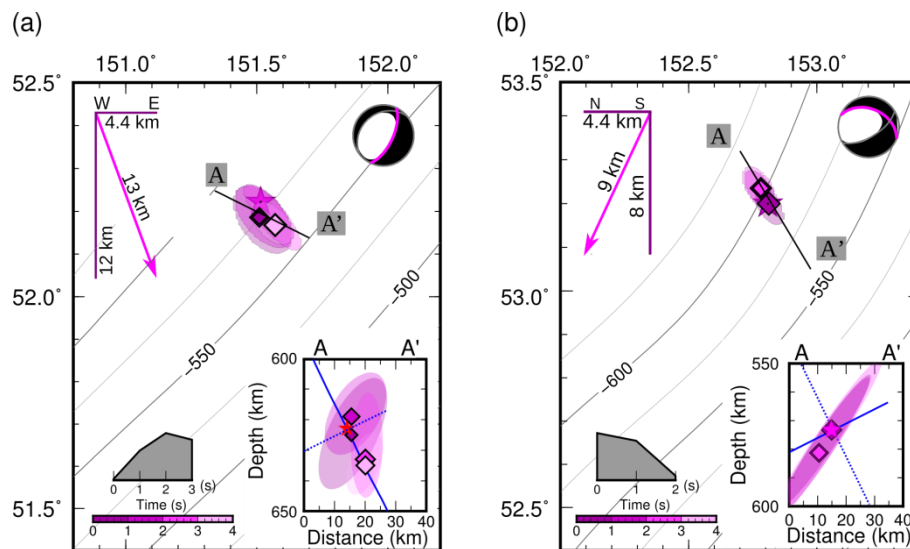 (a)
151.0˚ 151.5˚ 152.0˚
52.5˚
52.0˚
51.5˚
W E
4.4 km
13 km
12 km
A
A'
−500
−550
A A'
600
650
Depth (km)
0 10 20 30 40
Distance (km)
0 1 2 3 (s)
Time (s)
0 1 2 3 4
(b)
152.5˚ 153.0˚
53.5˚
53.0˚
52.5˚
N S
4.4 km
9 km
8 km
A
A'
−550
−600
A A'
550
600
Depth (km)
0 10 20 30 40
Distance (km)
0 1 2 (s)
Time (s)
0 1 2 3 4